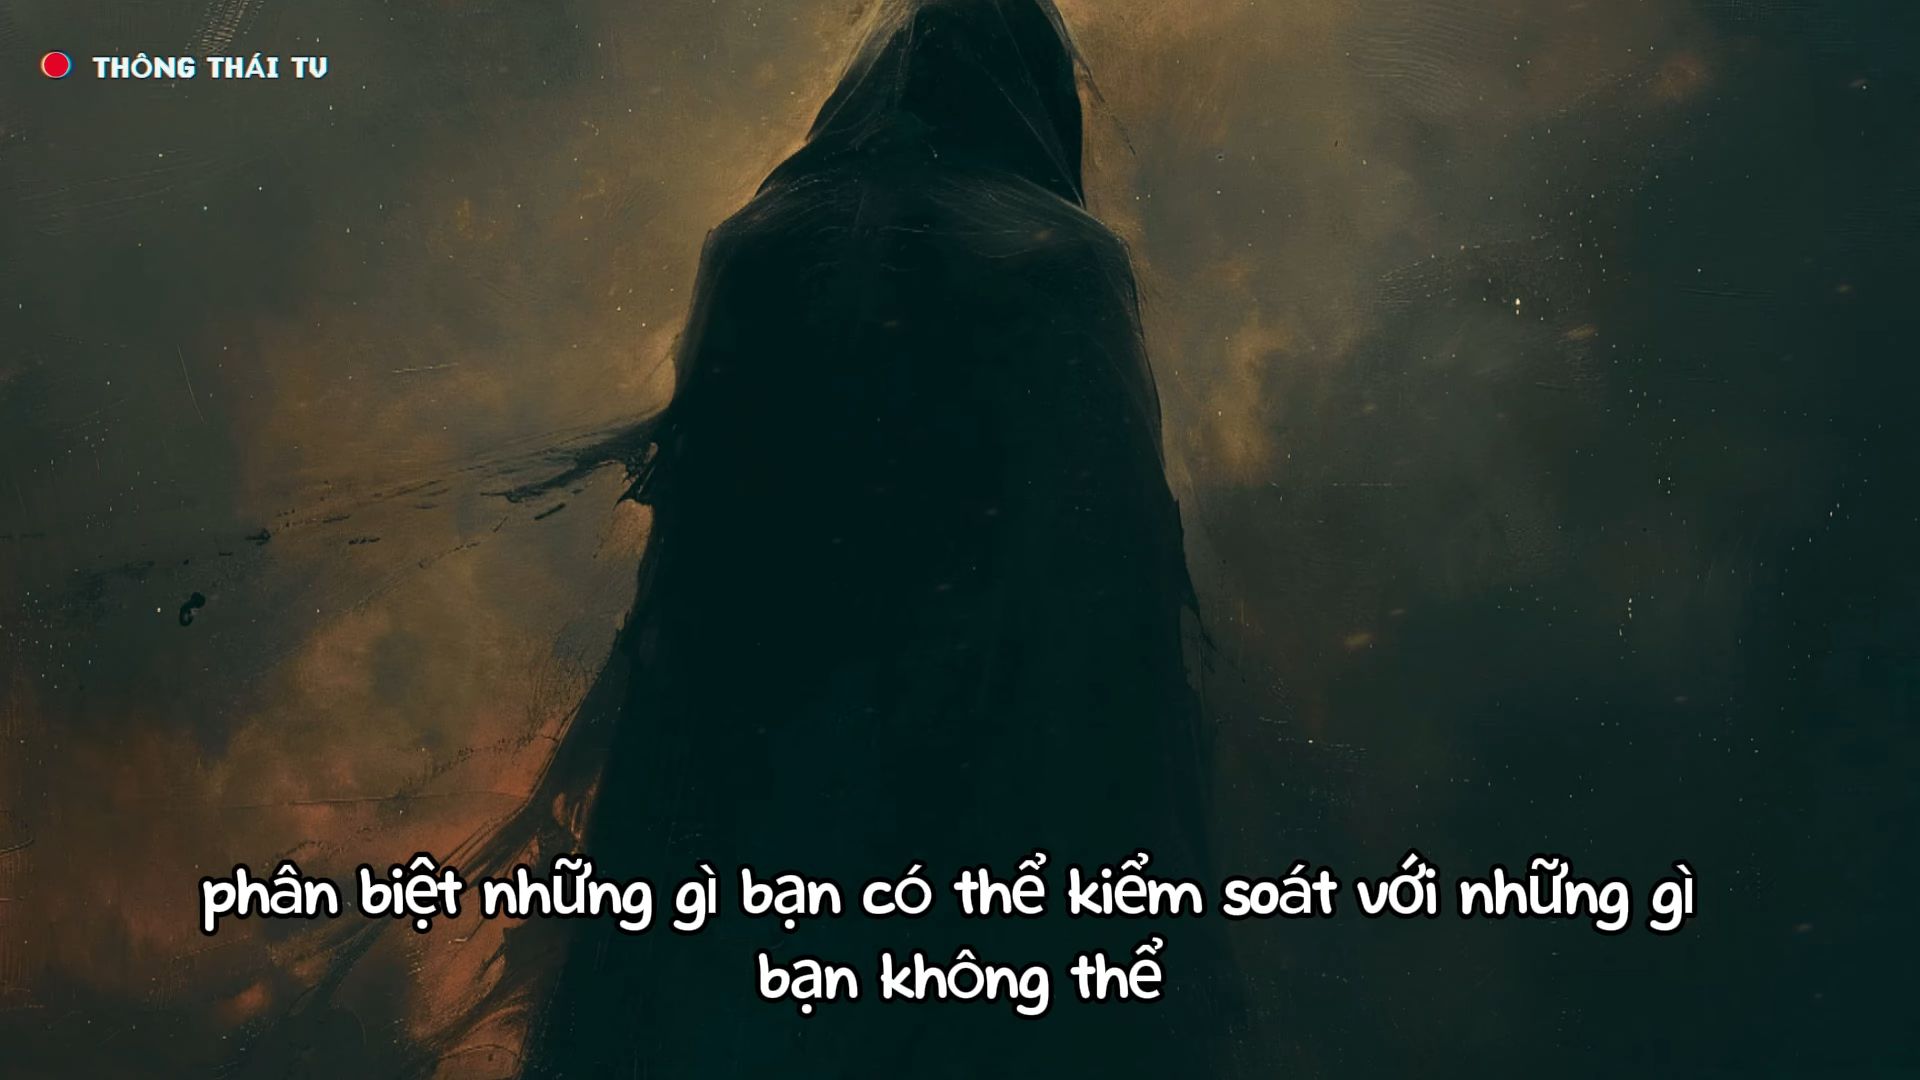 THÔNG THÁI TV
phân biệt những gì bạn có thể kiểm soát với những gì
bạn không thể